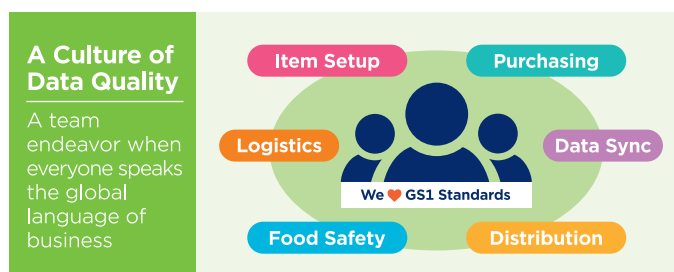 A Culture of
Data Quality
A team
endeavor when
everyone speaks
the global
language of
business
Item Setup
Purchasing
Logistics
Data Sync
We ❤ GS1 Standards
Food Safety
Distribution